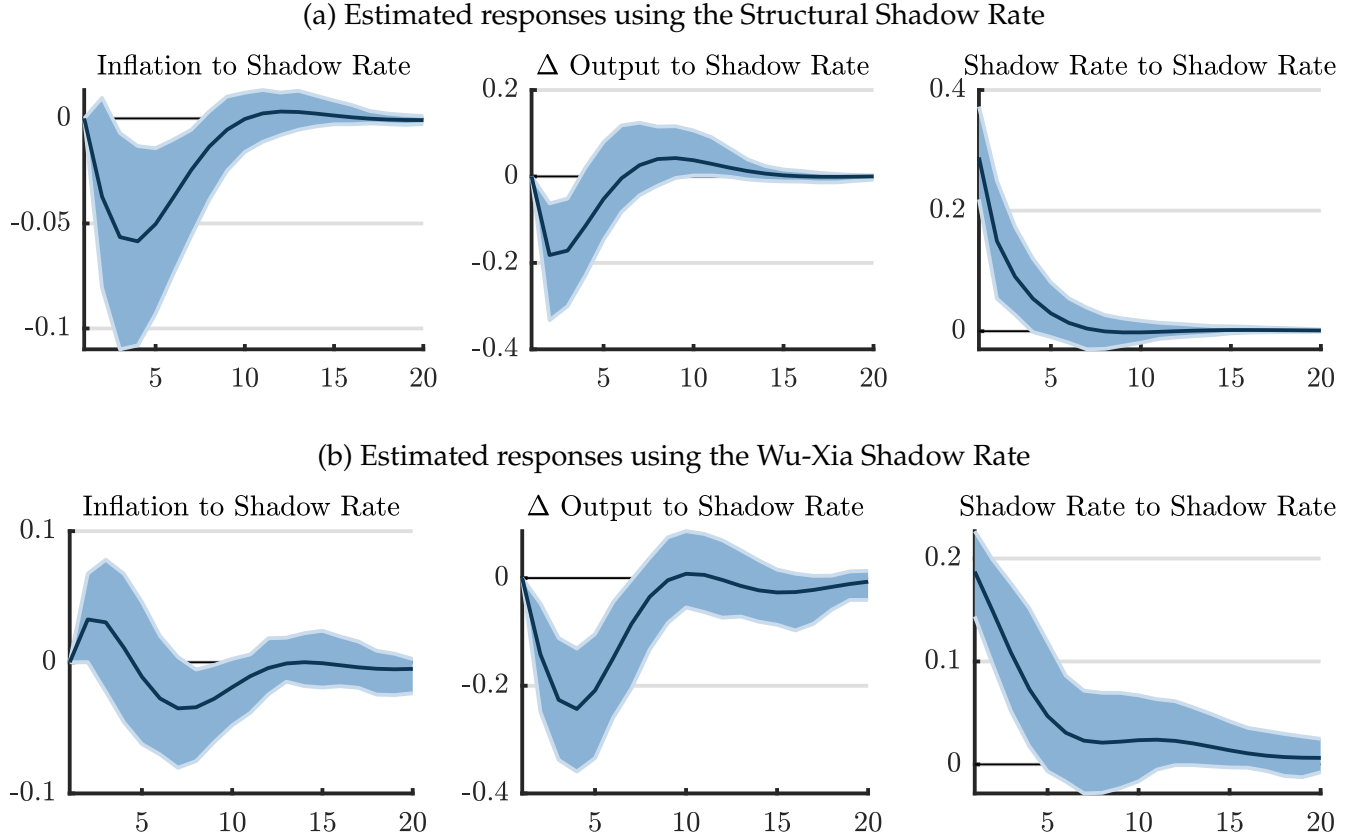 (a) Estimated responses using the Structural Shadow Rate
Inflation to Shadow Rate
0
-0.05
-0.1
5 10 15 20
Δ Output to Shadow Rate
0.2
0
-0.2
-0.4
5 10 15 20
Shadow Rate to Shadow Rate
0.4
0.2
0
5 10 15 20
(b) Estimated responses using the Wu-Xia Shadow Rate
Inflation to Shadow Rate
0.1
0
-0.1
5 10 15 20
Δ Output to Shadow Rate
0
-0.2
-0.4
5 10 15 20
Shadow Rate to Shadow Rate
0.2
0.1
0
5 10 15 20